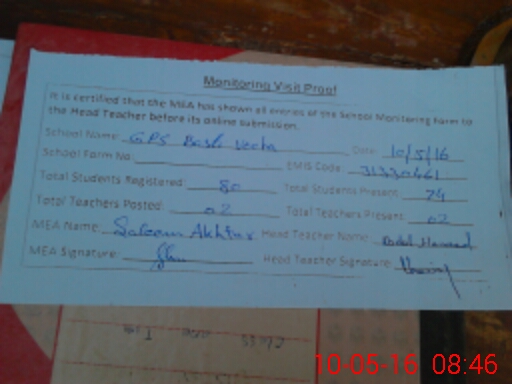 Monitoring Visit Proof
It is certified that the MEA has shown all entries of the School Monitoring Form to
the Head Teacher before its online submission.
School Name: GPS Basti Date: 10/5/16
School Form No: EMIS Code: 31330461
Total Students Registered: 80 Total Students Present: 74
Total Teachers Posted: 02 Total Teachers Present: 02
MEA Name: Saleem Akhtar Head Teacher Name:
MEA Signature: Head Teacher Signature:
Class
10-05-16 08:46